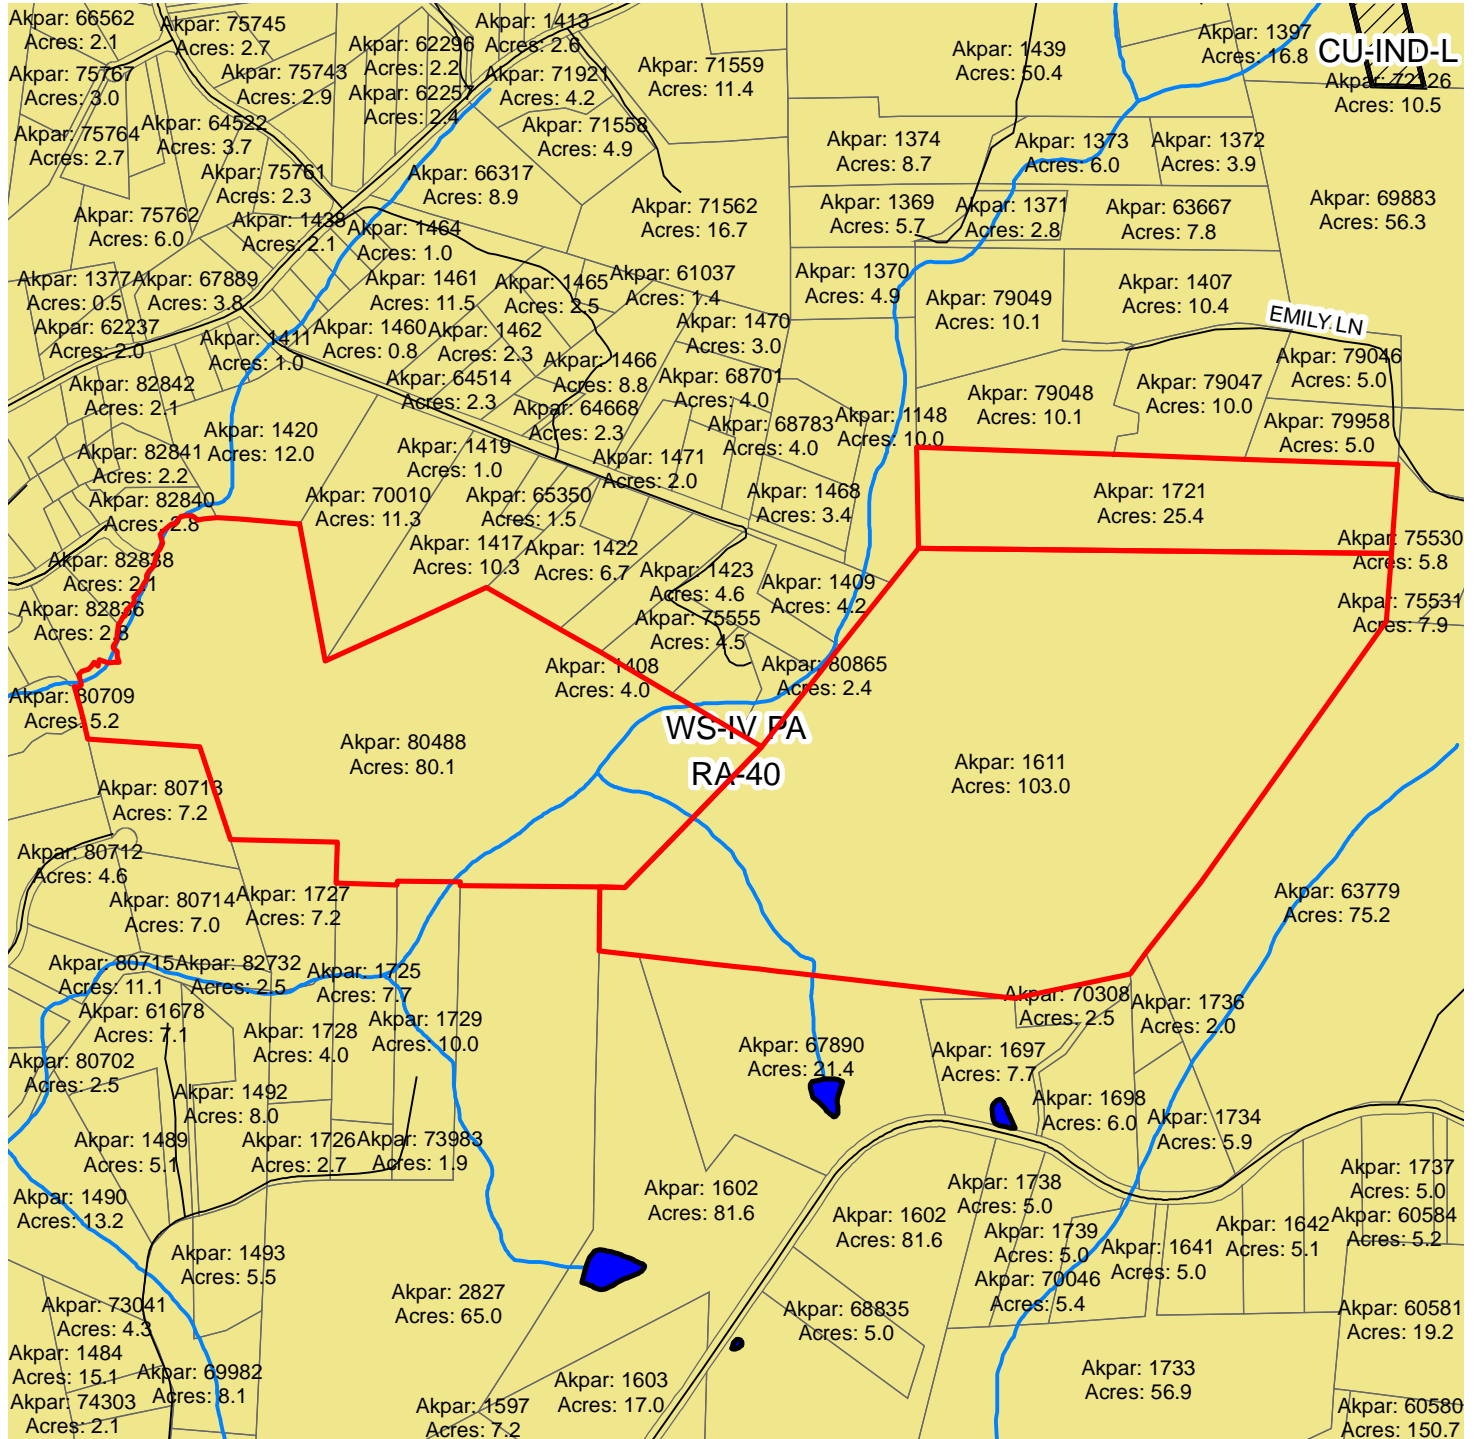 Akpar: 66562
Acres: 2.1
Akpar: 75745
Acres: 2.7
Akpar: 62296
Acres: 2.2
Akpar: 1413
Acres: 2.6
Akpar: 71559
Acres: 11.4
Akpar: 1439
Acres: 50.4
Akpar: 1397
Acres: 16.8
CU-IND-L
Akpar: 72126
Acres: 10.5
Akpar: 75767
Acres: 3.0
Akpar: 75743
Acres: 2.9
Akpar: 62257
Acres: 2.4
Akpar: 71921
Acres: 4.2
Akpar: 75764
Acres: 2.7
Akpar: 64522
Acres: 3.7
Akpar: 71558
Acres: 4.9
Akpar: 1374
Acres: 8.7
Akpar: 1373
Acres: 6.0
Akpar: 1372
Acres: 3.9
Akpar: 75761
Acres: 2.3
Akpar: 66317
Acres: 8.9
Akpar: 75762
Acres: 6.0
Akpar: 1438
Acres: 2.1
Akpar: 1464
Acres: 1.0
Akpar: 71562
Acres: 16.7
Akpar: 1369
Acres: 5.7
Akpar: 1371
Acres: 2.8
Akpar: 63667
Acres: 7.8
Akpar: 69883
Acres: 56.3
Akpar: 1377
Acres: 0.5
Akpar: 67889
Acres: 3.8
Akpar: 1461
Acres: 11.5
Akpar: 1465
Acres: 2.5
Akpar: 61037
Acres: 1.4
Akpar: 1370
Acres: 4.9
Akpar: 79049
Acres: 10.1
Akpar: 1407
Acres: 10.4
EMILY LN
Akpar: 62237
Acres: 2.0
Akpar: 1411
Acres: 1.0
Akpar: 1460
Acres: 0.8
Akpar: 1462
Acres: 2.3
Akpar: 1470
Acres: 3.0
Akpar: 1466
Acres: 8.8
Akpar: 79046
Acres: 5.0
Akpar: 82842
Acres: 2.1
Akpar: 64514
Acres: 2.3
Akpar: 68701
Acres: 4.0
Akpar: 79048
Acres: 10.1
Akpar: 79047
Acres: 10.0
Akpar: 64668
Acres: 2.3
Akpar: 68783
Acres: 4.0
Akpar: 1148
Acres: 10.0
Akpar: 79958
Acres: 5.0
Akpar: 1420
Acres: 12.0
Akpar: 82841
Acres: 2.2
Akpar: 1419
Acres: 1.0
Akpar: 1471
Acres: 2.0
Akpar: 82840
Acres: 2.8
Akpar: 70010
Acres: 11.3
Akpar: 65350
Acres: 1.5
Akpar: 1468
Acres: 3.4
Akpar: 1721
Acres: 25.4
Akpar: 75530
Acres: 5.8
Akpar: 82838
Acres: 2.1
Akpar: 1417
Acres: 10.3
Akpar: 1422
Acres: 6.7
Akpar: 1423
Acres: 4.6
Akpar: 1409
Acres: 4.2
Akpar: 75531
Acres: 7.9
Akpar: 82836
Acres: 2.8
Akpar: 75555
Acres: 4.5
Akpar: 1408
Acres: 4.0
Akpar: 80865
Acres: 2.4
Akpar: 80709
Acres: 5.2
WS-IV PA
RA-40
Akpar: 80488
Acres: 80.1
Akpar: 1611
Acres: 103.0
Akpar: 80713
Acres: 7.2
Akpar: 80712
Acres: 4.6
Akpar: 80714
Acres: 7.0
Akpar: 1727
Acres: 7.2
Akpar: 63779
Acres: 75.2
Akpar: 80715
Acres: 11.1
Akpar: 82732
Acres: 2.5
Akpar: 1725
Acres: 7.7
Akpar: 70308
Acres: 2.5
Akpar: 1736
Acres: 2.0
Akpar: 61678
Acres: 7.1
Akpar: 1728
Acres: 4.0
Akpar: 1729
Acres: 10.0
Akpar: 67890
Acres: 21.4
Akpar: 1697
Acres: 7.7
Akpar: 80702
Acres: 2.5
Akpar: 1492
Acres: 8.0
Akpar: 1698
Acres: 6.0
Akpar: 1734
Acres: 5.9
Akpar: 1489
Acres: 5.1
Akpar: 1726
Acres: 2.7
Akpar: 73983
Acres: 1.9
Akpar: 1737
Acres: 5.0
Akpar: 1490
Acres: 13.2
Akpar: 1602
Acres: 81.6
Akpar: 1738
Acres: 5.0
Akpar: 1602
Acres: 81.6
Akpar: 1642
Acres: 5.1
Akpar: 60584
Acres: 5.2
Akpar: 1493
Acres: 5.5
Akpar: 1739
Acres: 5.0
Akpar: 1641
Acres: 5.0
Akpar: 2827
Acres: 65.0
Akpar: 70046
Acres: 5.4
Akpar: 73041
Acres: 4.3
Akpar: 68835
Acres: 5.0
Akpar: 60581
Acres: 19.2
Akpar: 1484
Acres: 15.1
Akpar: 69982
Acres: 8.1
Akpar: 1603
Acres: 17.0
Akpar: 1733
Acres: 56.9
Akpar: 74303
Acres: 2.1
Akpar: 1597
Acres: 7.2
Akpar: 60580
Acres: 150.7